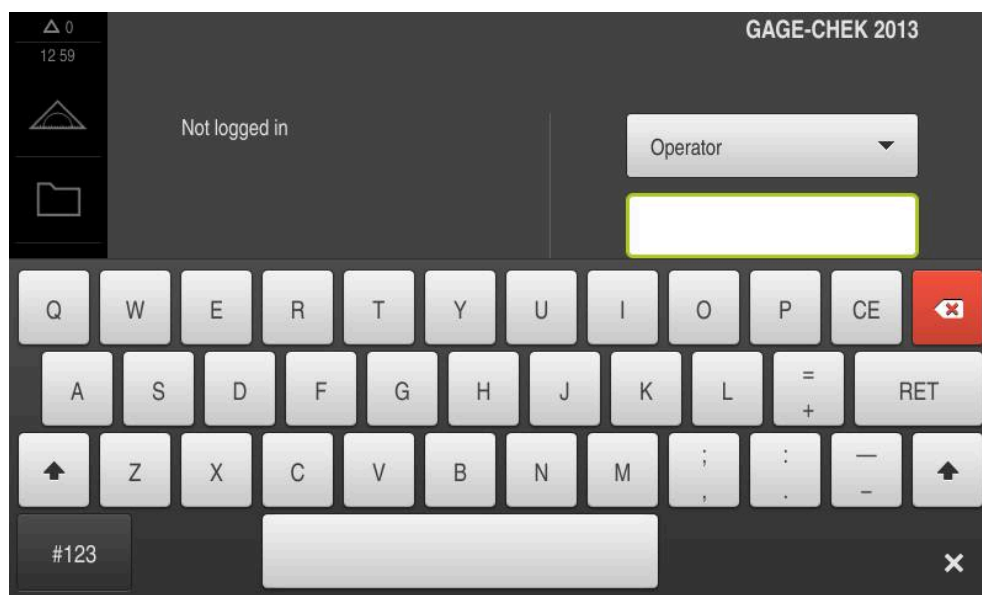 0
GAGE-CHEK 2013
12 59
Not logged in
Operator
Q W E R T Y U I O P CE
A S D F G H J K L = + RET
Z X C V B N M ; , : . — –
#123